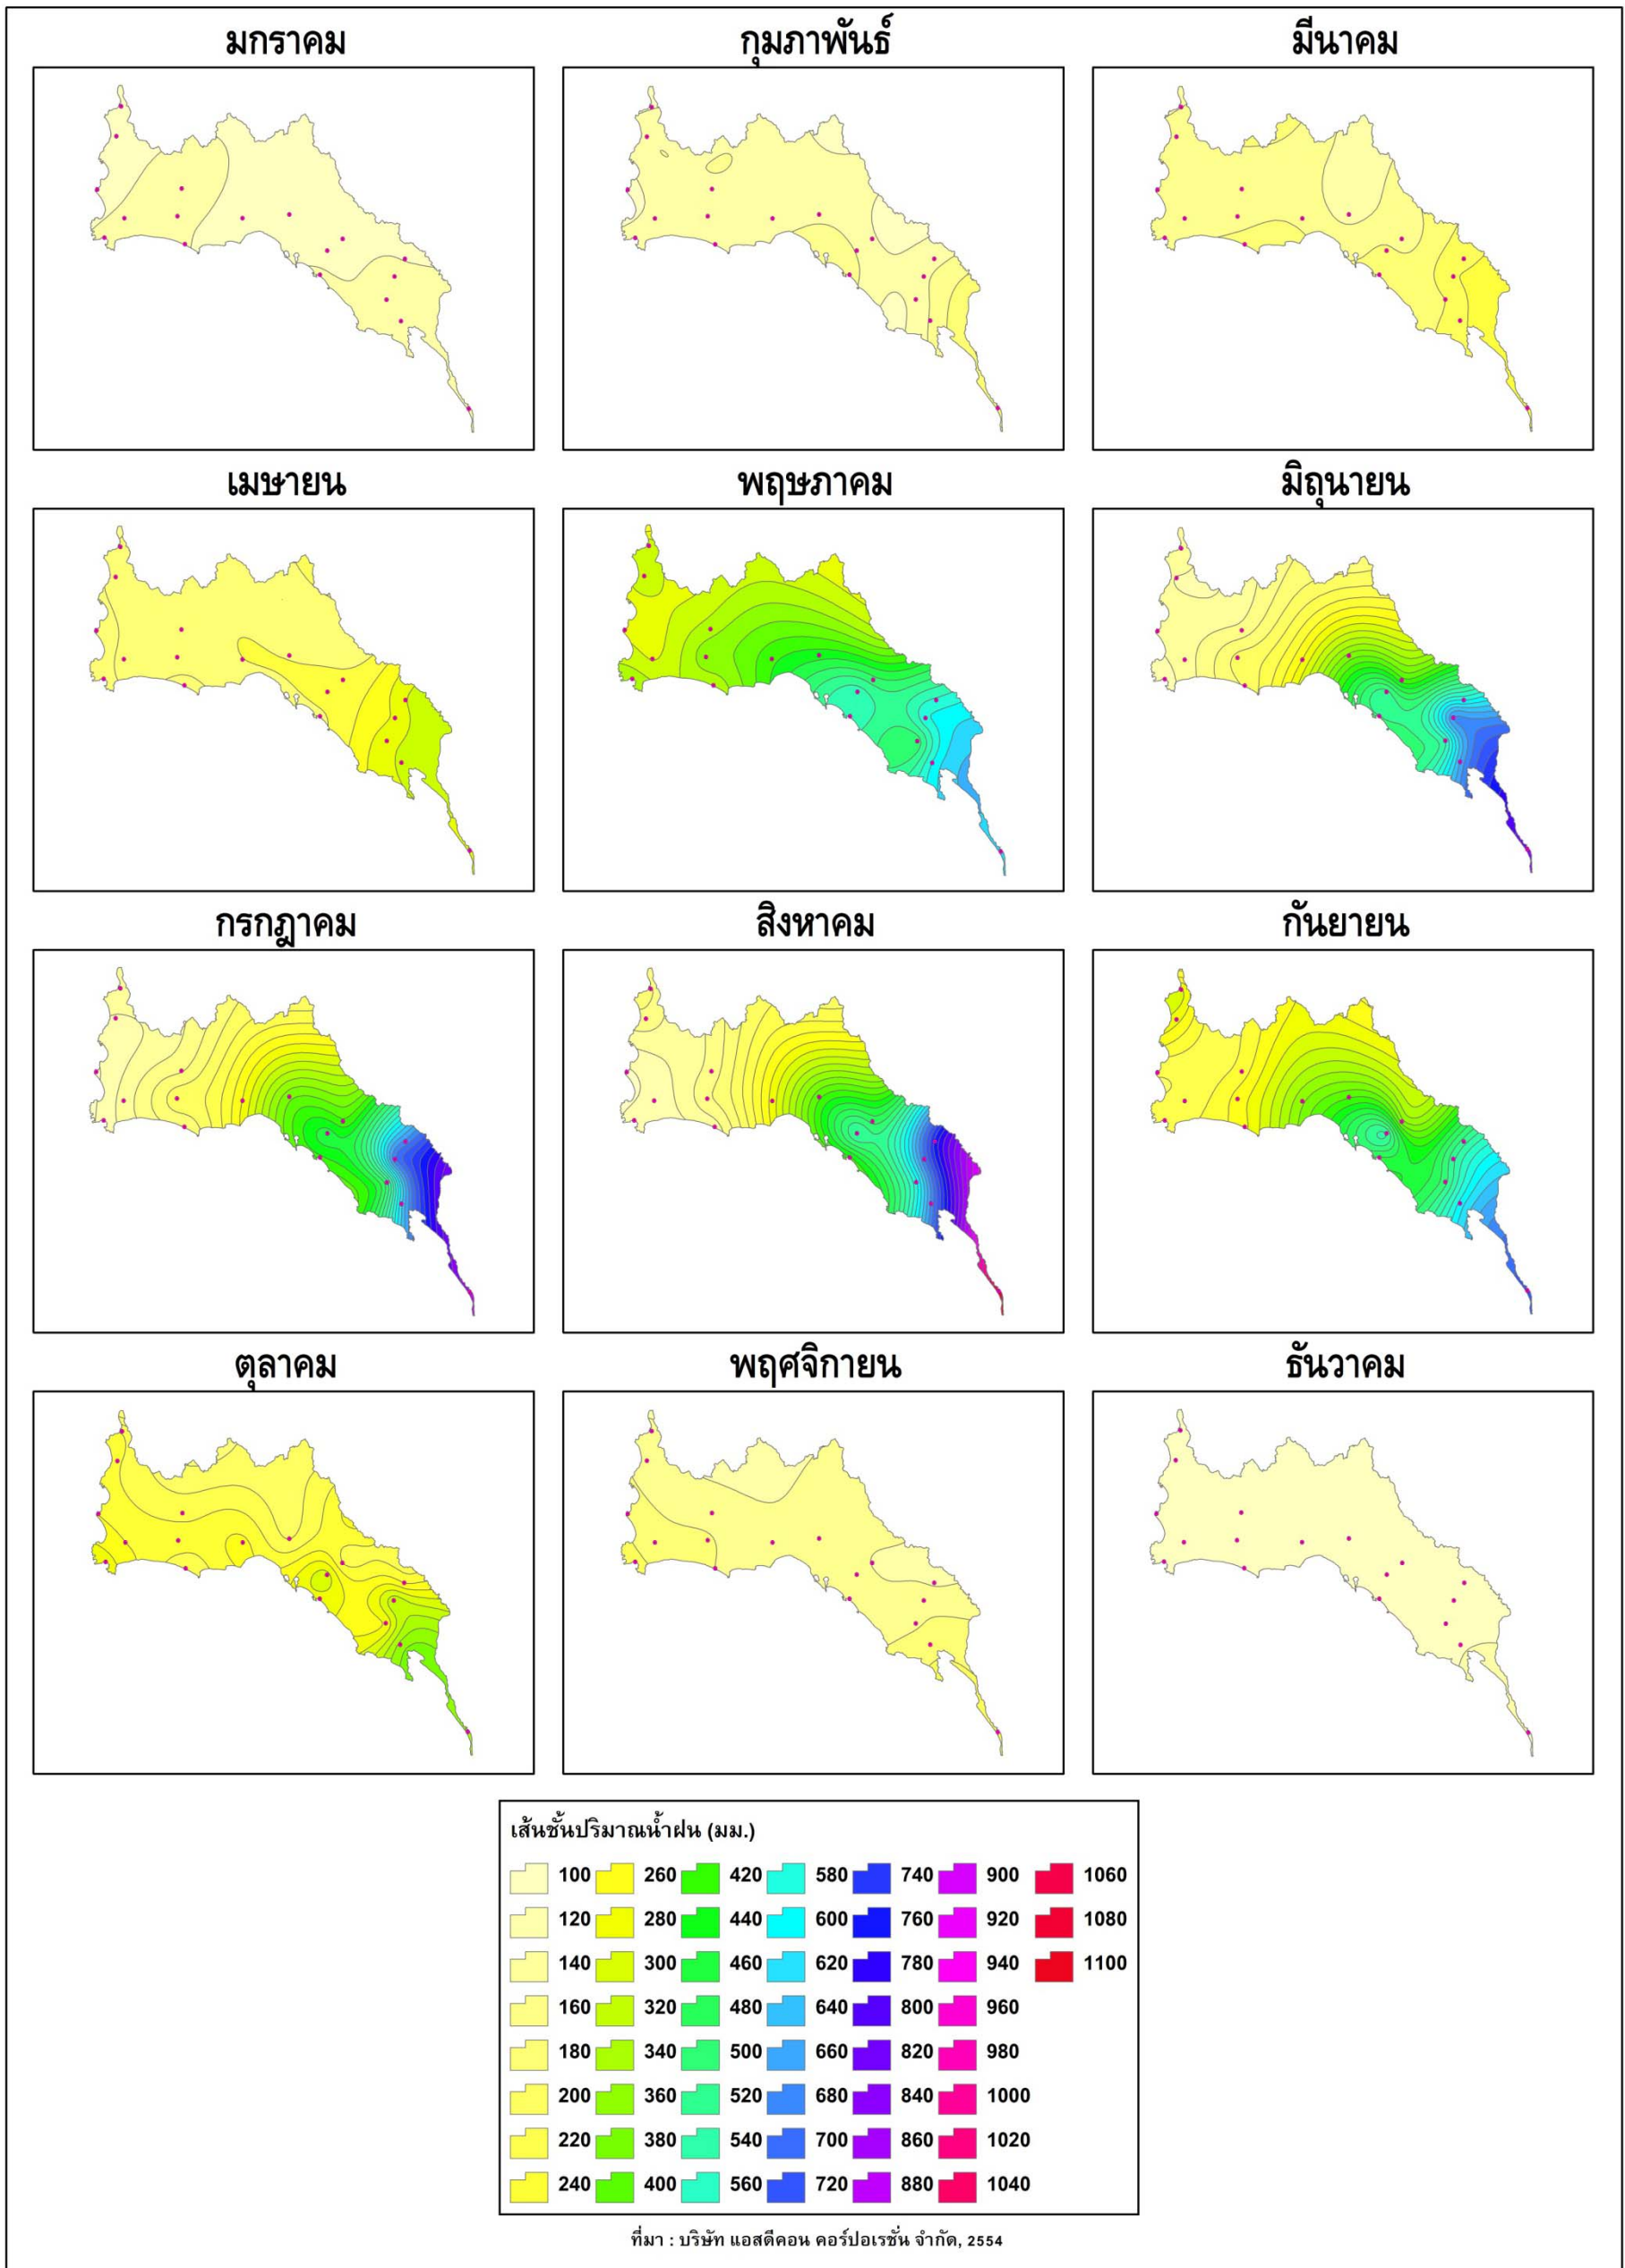 มกราคม กุมภาพันธ์ มีนาคม
เมษายน พฤษภาคม มิถุนายน
กรกฎาคม สิงหาคม กันยายน
ตุลาคม พฤศจิกายน ธันวาคม
เส้นชั้นปริมาณน้ำฝน (มม.)
100 260 420 580 740 900 1060
120 280 440 600 760 920 1080
140 300 460 620 780 940 1100
160 320 480 640 800 960
180 340 500 660 820 980
200 360 520 680 840 1000
220 380 540 700 860 1020
240 400 560 720 880 1040
ที่มา : บริษัท แอสดีคอน คอร์ปอเรชั่น จำกัด, 2554